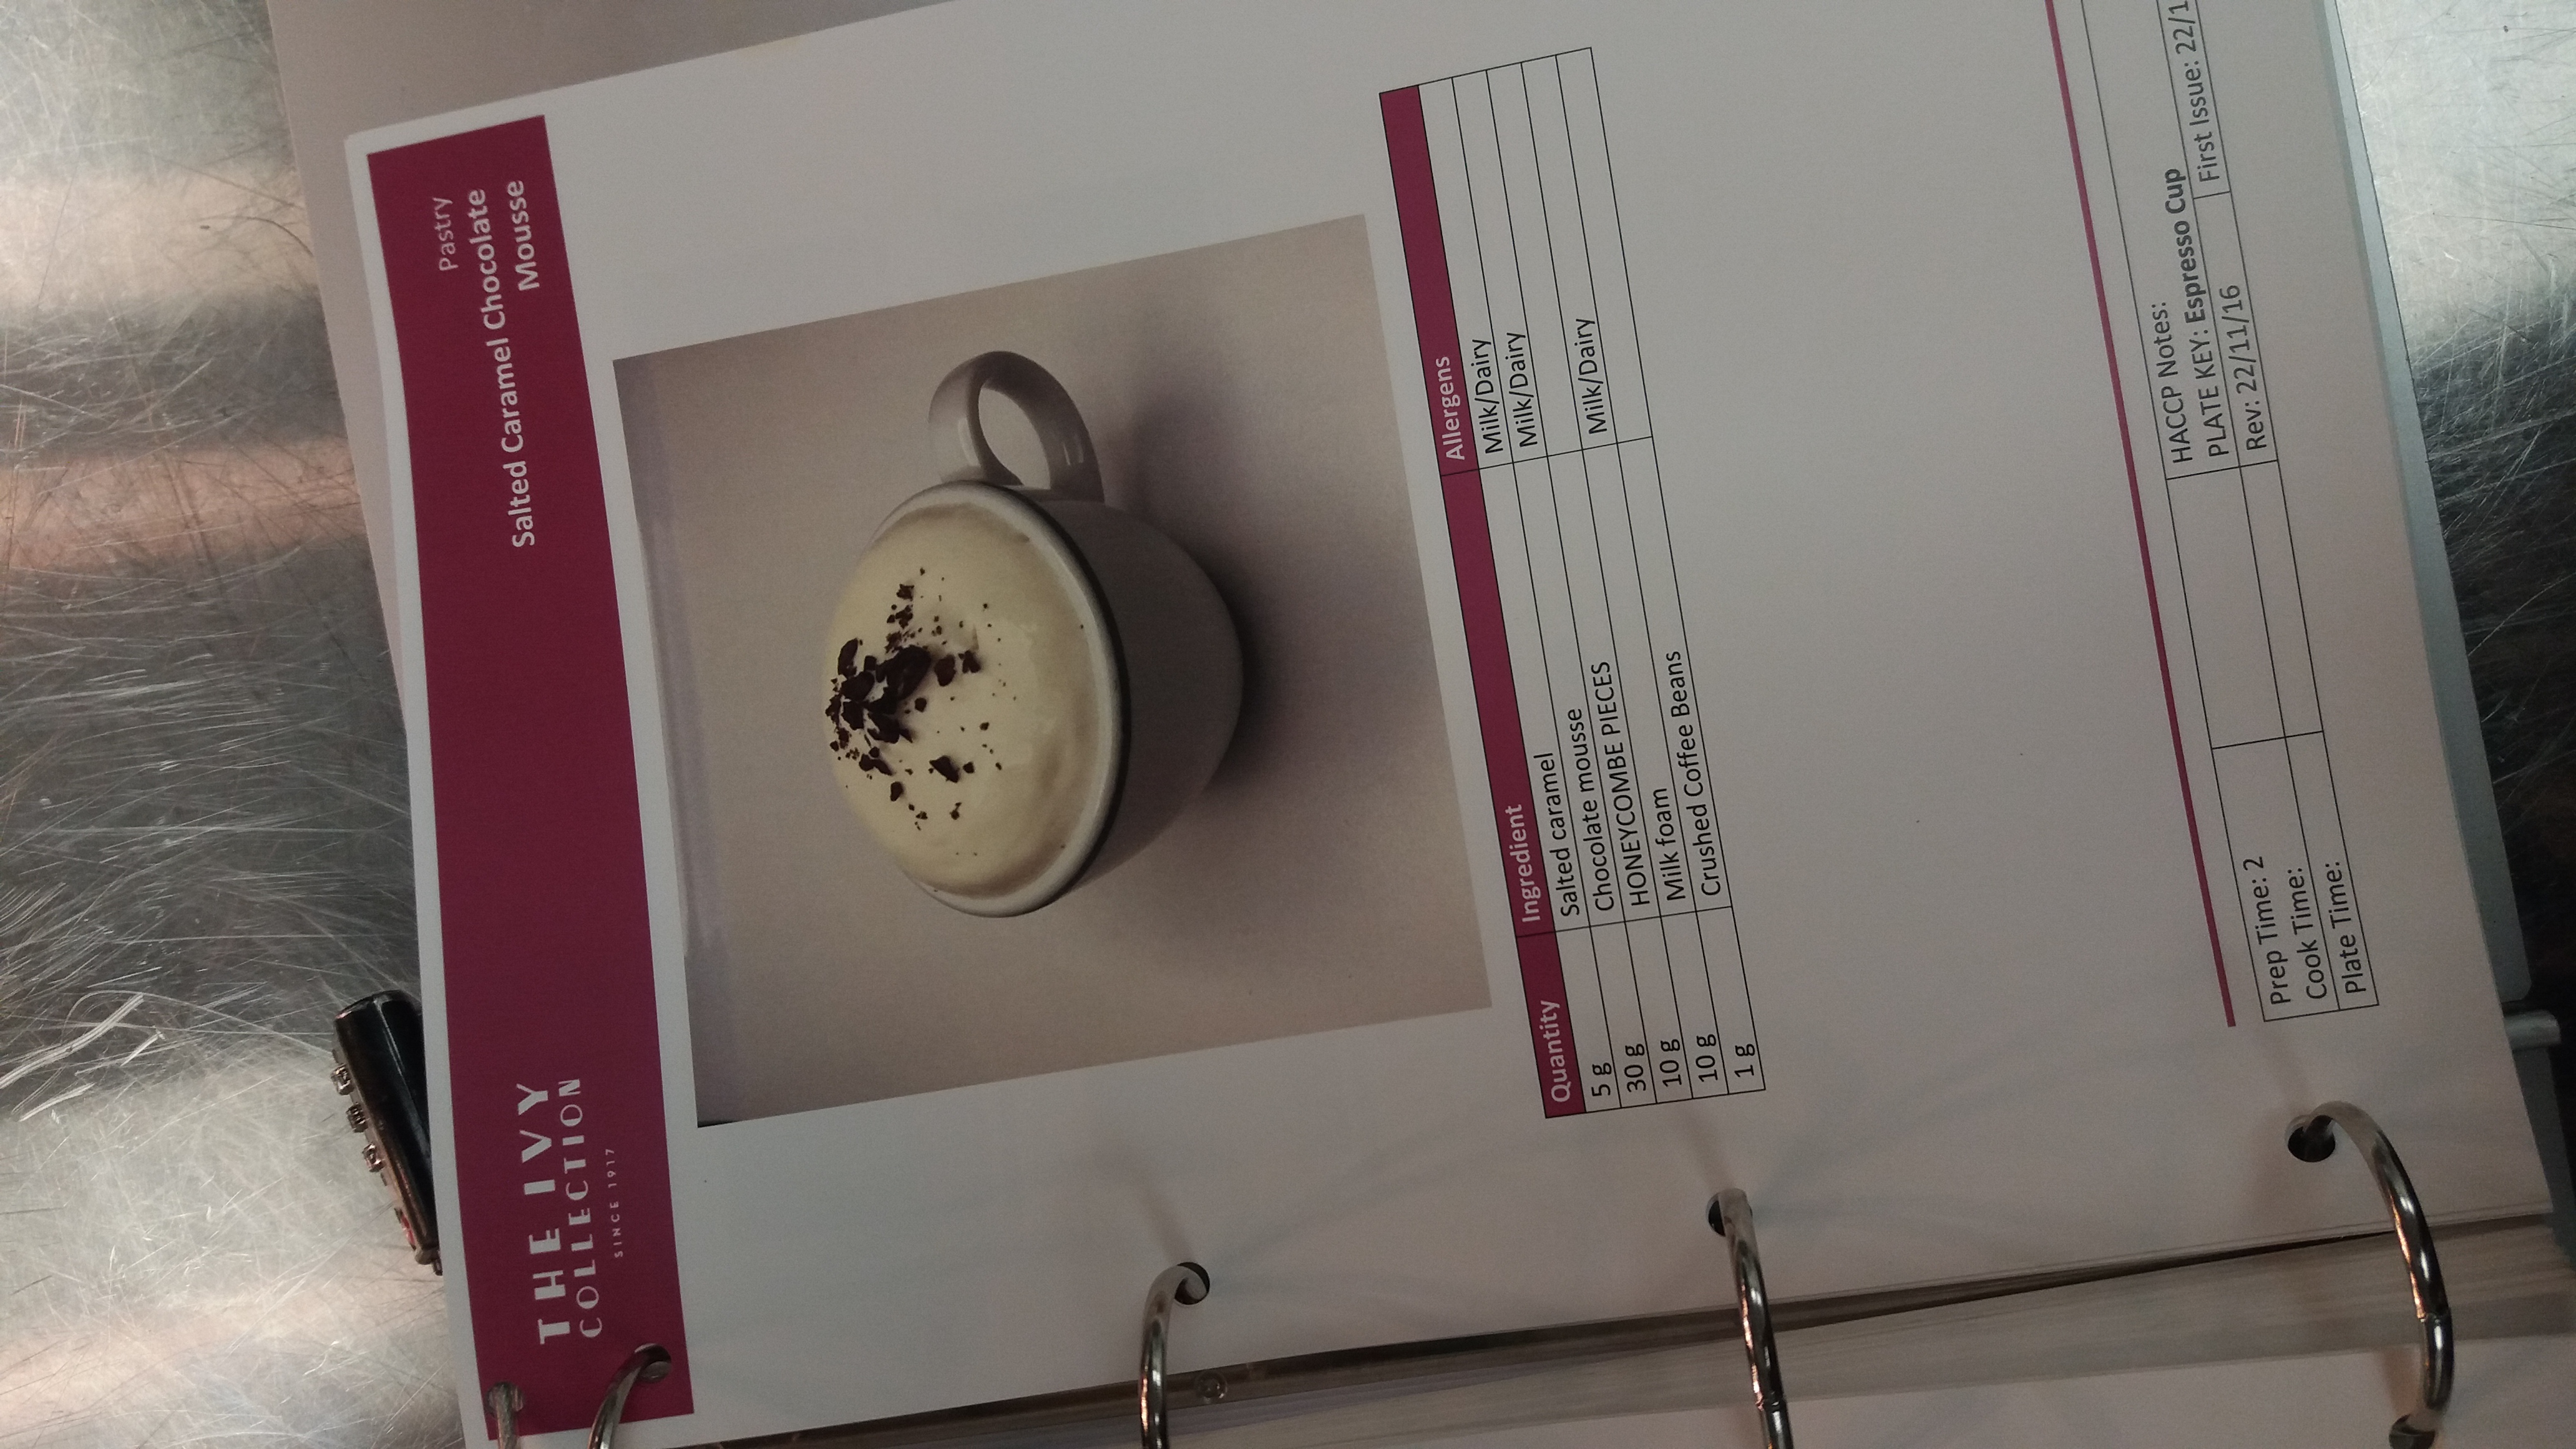 THE IVY
COLLECTION
SINCE 1917
Pastry
Salted Caramel Chocolate
Mousse
Quantity Ingredient Allergens
5 g Salted caramel Milk/Dairy
30 g Chocolate mousse Milk/Dairy
10 g HONEYCOMBE PIECES
10 g Milk foam Milk/Dairy
1 g Crushed Coffee Beans
Prep Time: 2 HACCP Notes:
Cook Time: PLATE KEY: Espresso Cup
Plate Time: Rev: 22/11/16 First Issue: 22/1